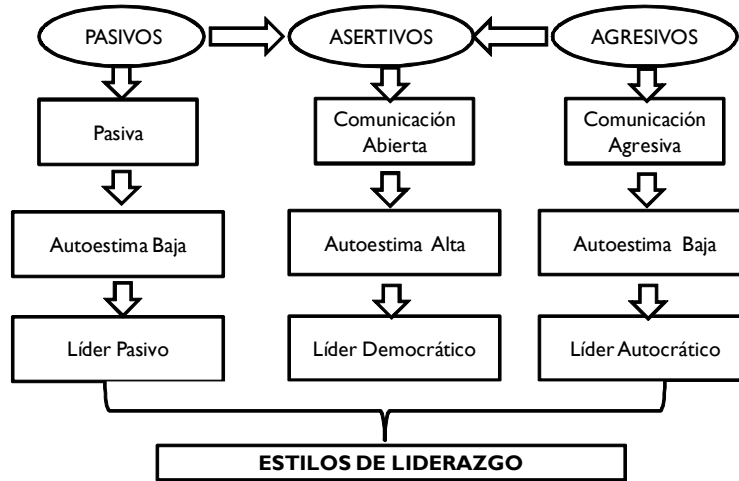 PASIVOS
ASERTIVOS
AGRESIVOS
Pasiva
Comunicación
Abierta
Comunicación
Agresiva
Autoestima Baja
Autoestima Alta
Autoestima Baja
Líder Pasivo
Líder Democrático
Líder Autocrático
ESTILOS DE LIDERAZGO